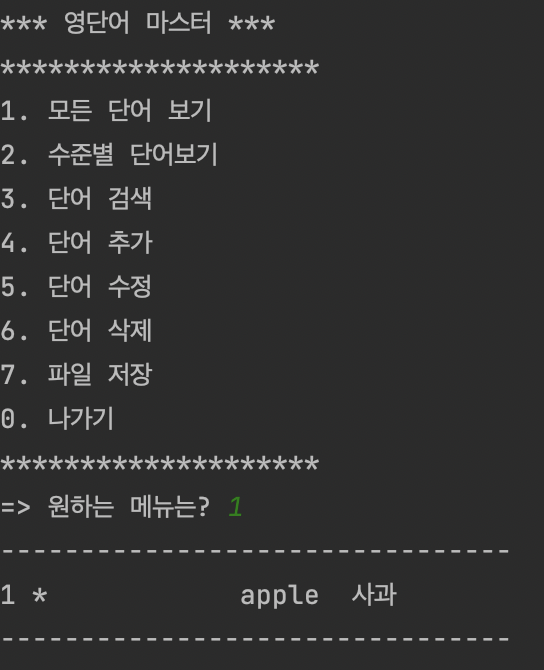 *** 영단어 마스터 ***
********************
1. 모든 단어 보기
2. 수준별 단어보기
3. 단어 검색
4. 단어 추가
5. 단어 수정
6. 단어 삭제
7. 파일 저장
0. 나가기
********************
=> 원하는 메뉴는? 1
--------------------------------
1 *            apple  사과
--------------------------------